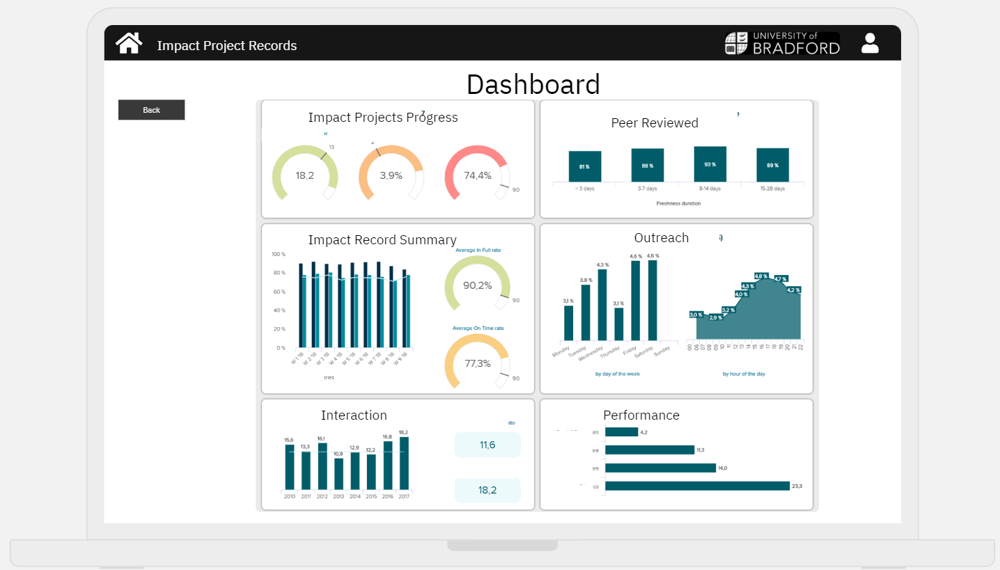 Impact Project Records
UNIVERSITY of
BRADFORD
Dashboard
Back
Impact Projects Progress
13
18,2
2
3,9%
74,4%
90
Peer Reviewed
81 %
88 %
93 %
89 %
< 3 days
3-7 days
8-14 days
15-28 days
Freshness duration
Impact Record Summary
100 %
80 %
60 %
40 %
20 %
0 %
W 1 '18
W 2 '18
W 3 '18
W 4 '18
W 5 '18
W 6 '18
W 7 '18
W 8 '18
W 9 '18
eries
Average In Full rate
90,2%
90
Average On Time rate
77,3%
90
Outreach
3,1 %
3,8 %
4,3 %
3,1 %
4,6 %
4,6 %
Monday
Tuesday
Wednesday
Thursday
Friday
Saturday
Sunday
by day of the week
3,0 %
2,9 %
3,2 %
4,0 %
4,3 %
4,8 %
4,7 %
4,2 %
00
06
07
08
09
10
11
12
13
14
15
16
17
18
19
20
21
22
by hour of the day
Interaction
15,6
13,3
16,1
10,9
12,9
12,2
16,8
18,2
2010
2011
2012
2013
2014
2015
2016
2017
11,6
18,2
Performance
4,2
11,3
14,0
23,3